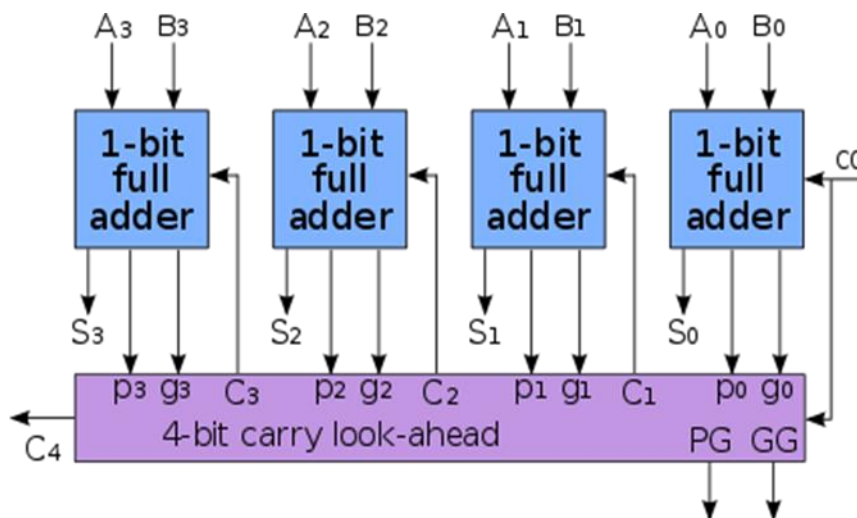 A3 B3 A2 B2 A1 B1 A0 B0
1-bit full adder
1-bit full adder
1-bit full adder
1-bit full adder
C0
S3 S2 S1 S0
p3 g3 C3 p2 g2 C2 p1 g1 C1 p0 g0
4-bit carry look-ahead
PG GG
C4